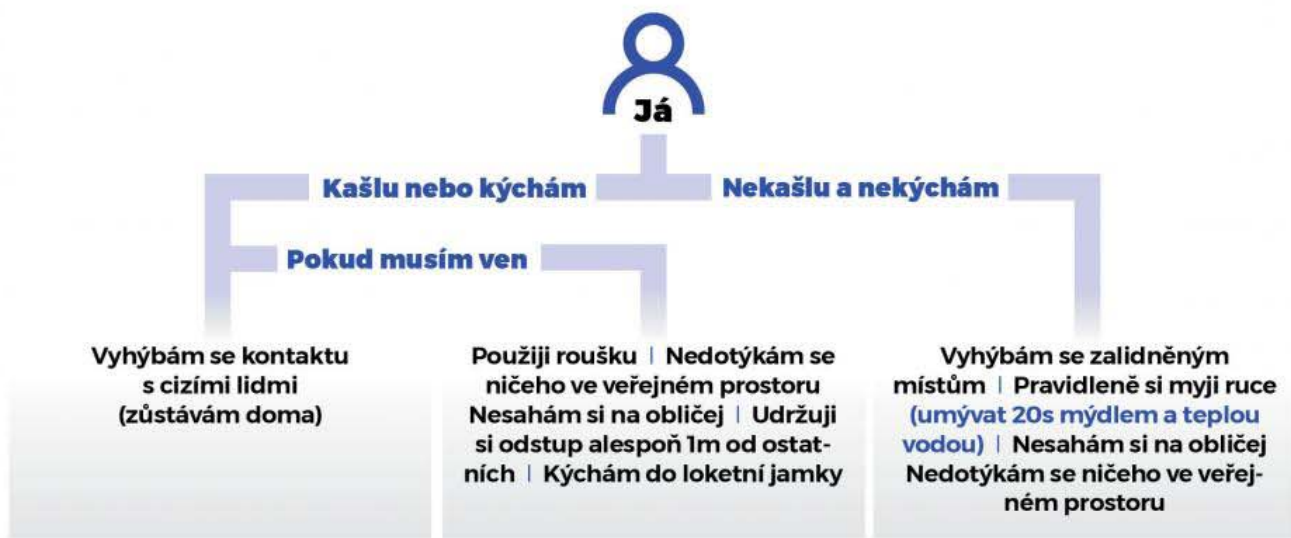 Já
Kašlu nebo kýchám
Nekašlu a nekýchám
Pokud musím ven
Vyhýbám se kontaktu
s cizími lidmi
(zůstávám doma)
Použiji roušku | Nedotýkám se
ničeho ve veřejném prostoru
Nesahám si na obličej | Udržuji
si odstup alespoň 1m od ostat-
ních | Kýchám do loketní jamky
Vyhýbám se zalidněným
místům | Pravidleně si myji ruce
(umývat 20s mýdlem a teplou
vodou) | Nesahám si na obličej
Nedotýkám se ničeho ve veřej-
ném prostoru